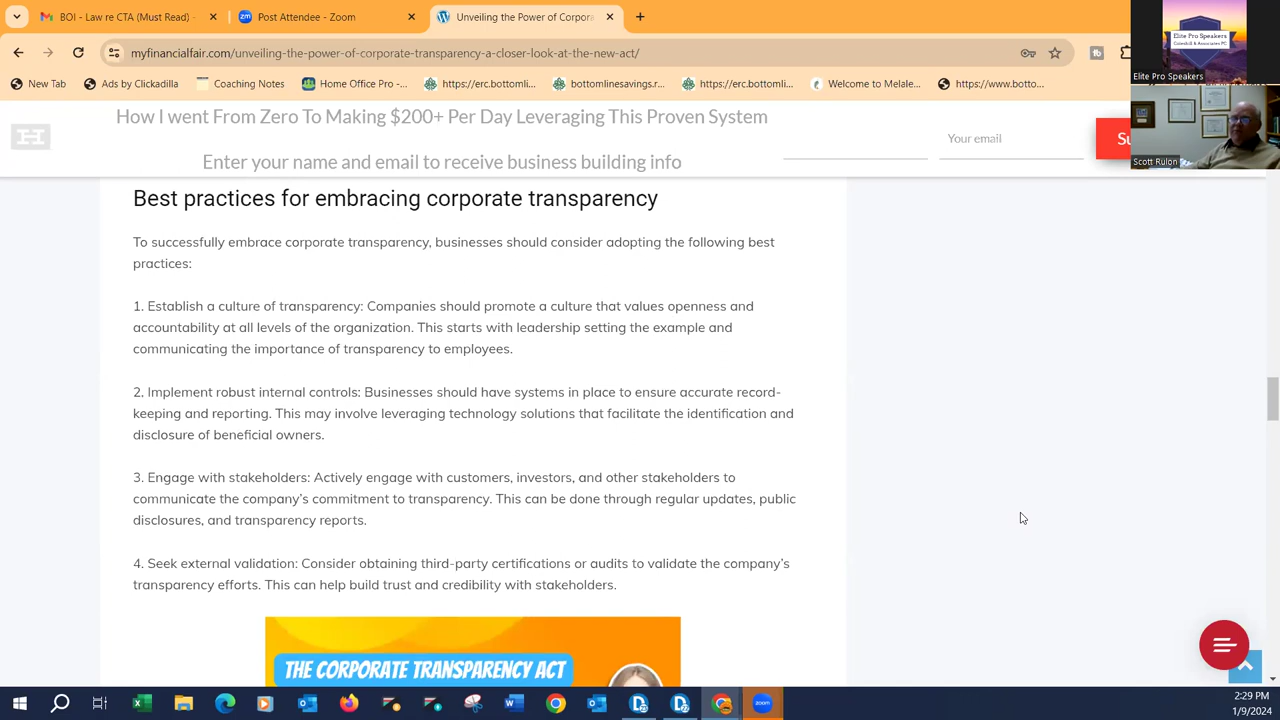 BOI - Law re CTA (Must Read) -
Post Attendee - Zoom
Unveiling the Power of Corpora
myfinancialfair.com/unveiling-the-power-of-corporate-transparency-a-closer-look-at-the-cta-act/
New Tab
Ads by Clickadilla
Coaching Notes
Home Office Pro -...
bottomlinesavings.r...
https://erc.bottomli...
Welcome to Melale...
https://www.botto...
Elite Pro Speakers
Elite Pro Speakers
Scott Rulon
How I went From Zero To Making $200+ Per Day Leveraging This Proven System
Enter your name and email to receive business building info
Your email
Su
Best practices for embracing corporate transparency
To successfully embrace corporate transparency, businesses should consider adopting the following best
practices:
1. Establish a culture of transparency: Companies should promote a culture that values openness and
accountability at all levels of the organization. This starts with leadership setting the example and
communicating the importance of transparency to employees.
2. Implement robust internal controls: Businesses should have systems in place to ensure accurate record-
keeping and reporting. This may involve leveraging technology solutions that facilitate the identification and
disclosure of beneficial owners.
3. Engage with stakeholders: Actively engage with customers, investors, and other stakeholders to
communicate the company's commitment to transparency. This can be done through regular updates, public
disclosures, and transparency reports.
4. Seek external validation: Consider obtaining third-party certifications or audits to validate the company's
transparency efforts. This can help build trust and credibility with stakeholders.
THE CORPORATE TRANSPARENT ACT
zoom
2:29 PM
1/9/2024